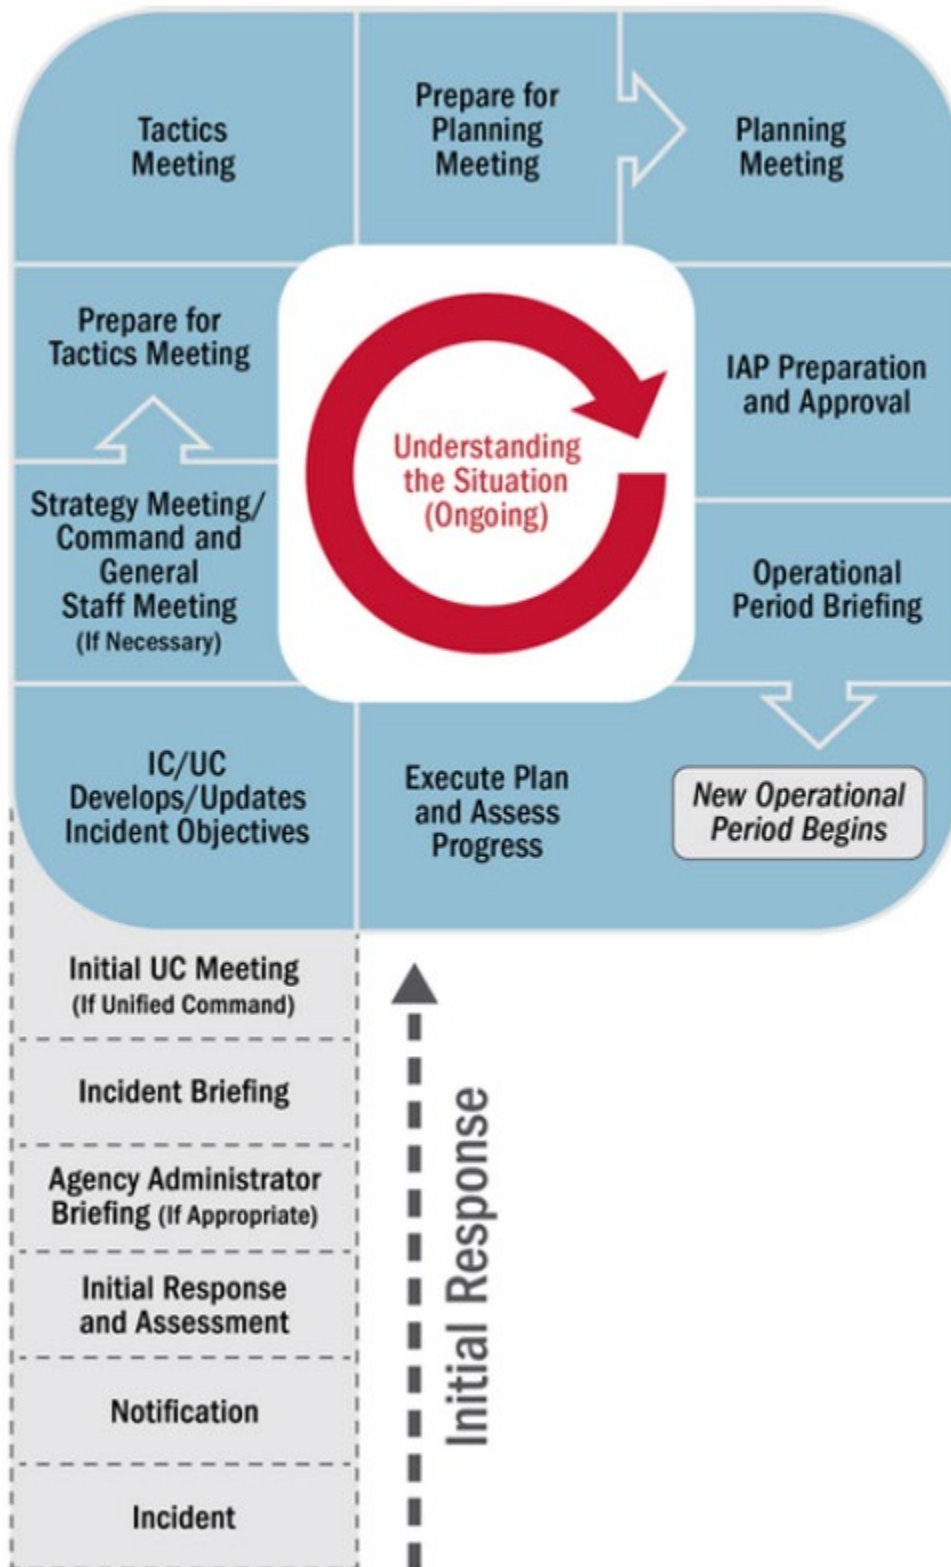 Tactics
Meeting
Prepare for
Planning
Meeting
Planning
Meeting
Prepare for
Tactics Meeting
IAP Preparation
and Approval
Understanding
the Situation
(Ongoing)
Strategy Meeting/
Command and
General
Staff Meeting
(If Necessary)
Operational
Period Briefing
IC/UC
Develops/Updates
Incident Objectives
Execute Plan
and Assess
Progress
New Operational
Period Begins
Initial UC Meeting
(If Unified Command)
Incident Briefing
Agency Administrator
Briefing (If Appropriate)
Initial Response
and Assessment
Notification
Incident
Initial Response